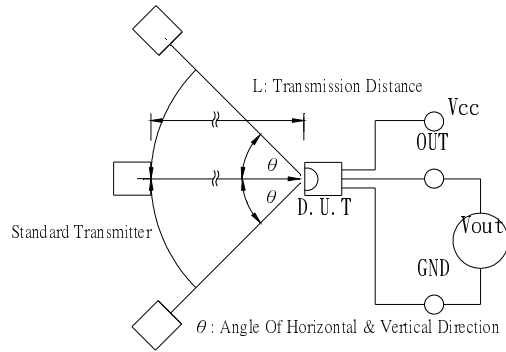 L: Transmission Distance
Vcc
OUT
θ
θ
D.U.T
Standard Transmitter
Vout
GND
θ: Angle Of Horizontal & Vertical Direction